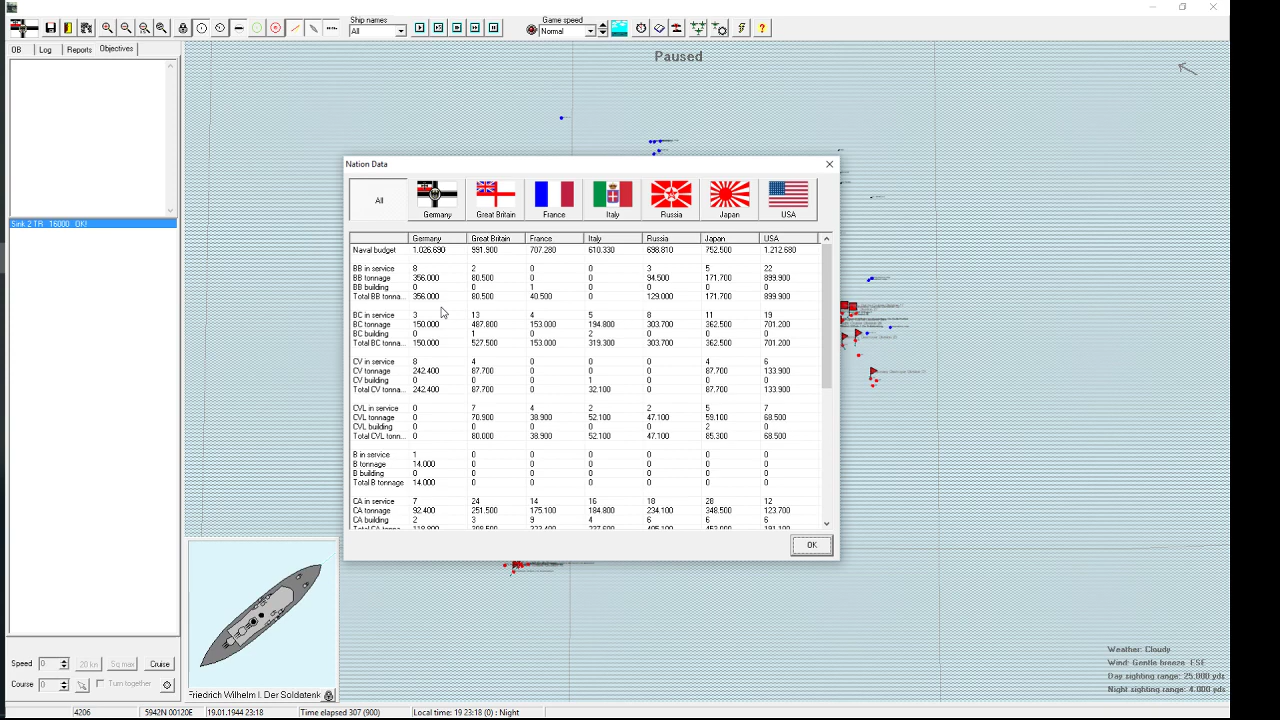 Ship names
All
Game speed
Normal
OB Log Reports Objectives
Paused
Sink 2 TR 16000 OK!
Nation Data
All Germany Great Britain France Italy Russia Japan USA
Germany Great Britain France Italy Russia Japan USA
Naval budget 1.026.690 991.900 707.280 610.330 698.810 752.500 1.212.680
BB in service 8 2 0 0 3 5 22
BB tonnage 356.000 80.500 0 0 94.500 171.700 899.900
BB building 0 0 1 0 0 0
Total BB tonna... 356.000 80.500 40.500 0 129.000 171.700 899.900
BC in service 3 13 4 5 8 11 19
BC tonnage 150.000 487.800 153.000 194.800 303.700 362.500 701.200
BC building 0 1 0 2 0 0 0
Total BC tonna... 150.000 527.500 153.000 319.300 303.700 362.500 701.200
CV in service 8 4 0 0 0 4 6
CV tonnage 242.400 87.700 0 0 0 87.700 133.900
CV building 0 0 0 1 0 0 0
Total CV tonna... 242.400 87.700 0 32.100 0 87.700 133.900
CVL in service 0 7 4 2 2 5 7
CVL tonnage 0 70.900 38.900 52.100 47.100 59.100 68.500
CVL building 0 0 0 0 0 2 0
Total CVL tonn... 0 80.000 38.900 52.100 47.100 85.300 68.500
B in service 1 0 0 0 0 0 0
B tonnage 14.000 0 0 0 0 0 0
B building 0 0 0 0 0 0 0
Total B tonnage 14.000 0 0 0 0 0 0
CA in service 7 24 14 16 18 28 12
CA tonnage 92.400 251.500 175.100 184.800 234.100 348.500 123.700
CA building 2 3 9 4 6 6 6
OK
Speed 0 20 kn Sq max Cruise
Course 0 Turn together
Friedrich Wilhelm I. Der Soldatenk
Weather: Cloudy
Wind: Gentle breeze ESE
Day sighting range: 25.000 yds
Night sighting range: 4.000 yds
4206 5942N 00120E 19.01.1944 23:18 Time elapsed 307 (900) Local time: 19 23:18 (0) : Night